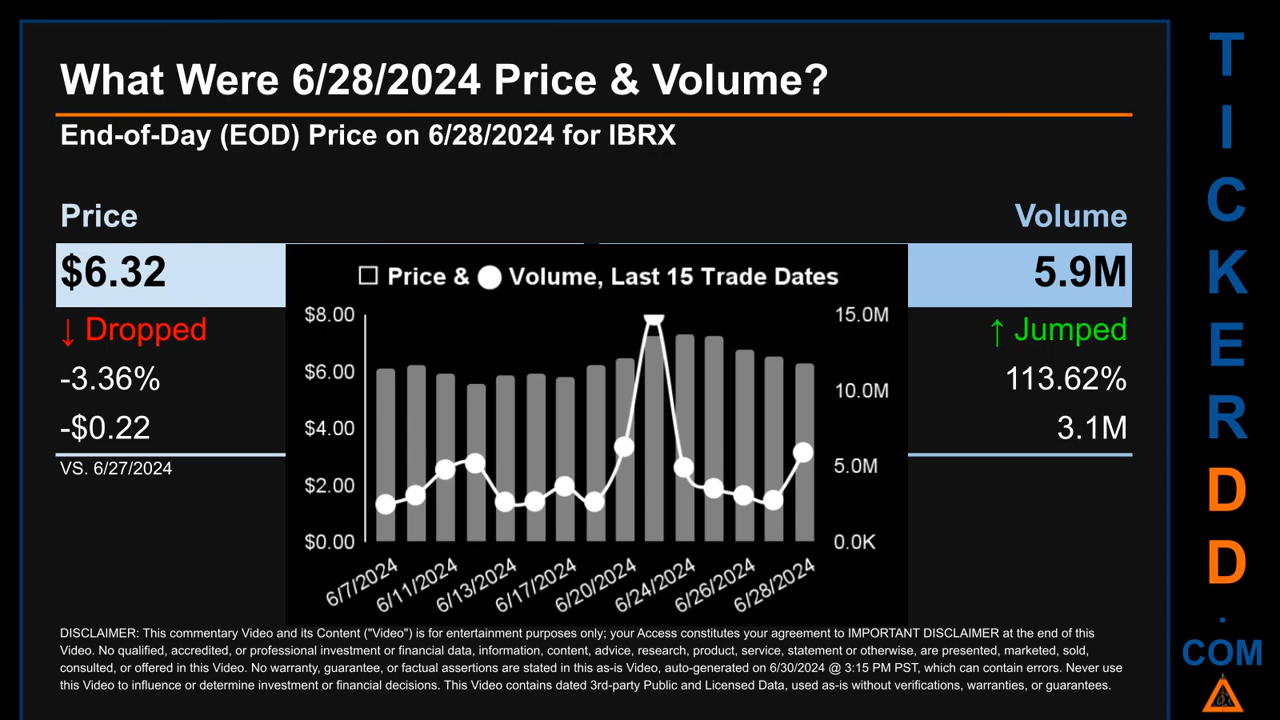 What Were 6/28/2024 Price & Volume?
End-of-Day (EOD) Price on 6/28/2024 for IBRX
Price
Volume
$6.32
5.9M
↓ Dropped
↑ Jumped
-3.36%
113.62%
-$0.22
3.1M
VS. 6/27/2024
Price & Volume, Last 15 Trade Dates
$8.00
$6.00
$4.00
$2.00
$0.00
15.0M
10.0M
5.0M
0.0K
6/7/2024
6/11/2024
6/13/2024
6/17/2024
6/20/2024
6/24/2024
6/26/2024
6/28/2024
DISCLAIMER: This commentary Video and its Content ("Video") is for entertainment purposes only; your Access constitutes your agreement to IMPORTANT DISCLAIMER at the end of this
Video. No qualified, accredited, or professional investment or financial data, information, content, advice, research, product, service, statement or otherwise, are presented, marketed, sold,
consulted, or offered in this Video. No warranty, guarantee, or factual assertions are stated in this as-is Video, auto-generated on 6/30/2024 @ 3:15 PM PST, which can contain errors. Never use
this Video to influence or determine investment or financial decisions. This Video contains dated 3rd-party Public and Licensed Data, used as-is without verifications, warranties, or guarantees.
T
I
C
K
E
R
D
D
.
COM